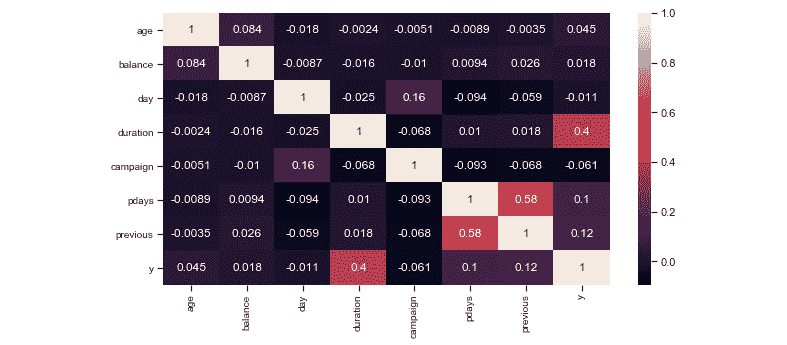 age 1 0.084 -0.018 -0.0024 -0.0051 -0.0089 -0.0035 0.045
balance 0.084 1 -0.0087 -0.016 -0.01 0.0094 0.026 0.018
day -0.018 -0.0087 1 -0.025 0.16 -0.094 -0.059 -0.011
duration -0.0024 -0.016 -0.025 1 -0.068 0.01 0.018 0.4
campaign -0.0051 -0.01 0.16 -0.068 1 -0.093 -0.068 -0.061
pdays -0.0089 0.0094 -0.094 0.01 -0.093 1 0.58 0.1
previous -0.0035 0.026 -0.059 0.018 -0.068 0.58 1 0.12
y 0.045 0.018 -0.011 0.4 -0.061 0.1 0.12 1
age balance day duration campaign pdays previous y
1.0
0.8
0.6
0.4
0.2
0.0